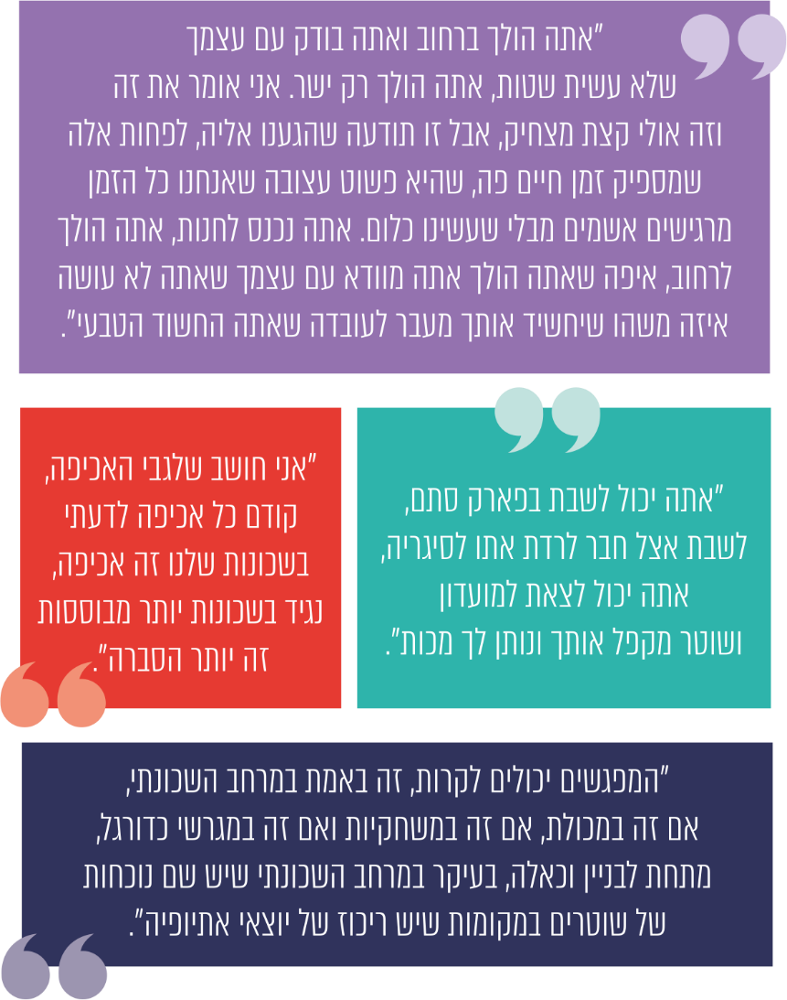 "אתה הולך ברחוב ואתה בודק עם עצמך
שלא עשית שטות, אתה הולך רק ישר. אני אומר את זה
וזה אולי קצת מצחיק, אבל זו תודעה שהגענו אליה, לפחות אלה
שמספיק זמן חיים פה, שהיא פשוט עצובה שאנחנו כל הזמן
מרגישים אשמים מבלי שעשינו כלום. אתה נכנס לחנות, אתה הולך
לרחוב, איפה שאתה הולך אתה מוודא עם עצמך שאתה לא עושה
איזה משהו שיחשיד אותך מעבר לעובדה שאתה החשוד הטבעי".
"אתה יכול לשבת בפארק סתם,
לשבת אצל חבר לרדת אתו לסיגריה,
אתה יכול לצאת למועדון
ושוטר מקפל אותך ונותן לך מכות".
"אני חושב שלגבי האכיפה,
קודם כל אכיפה לדעתי
בשכונות שלנו זה אכיפה,
נגיד בשכונות יותר מבוססות
זה יותר הסברה".
"המפגשים יכולים לקרות, זה באמת במרחב השכונתי,
אם זה במכולת, אם זה במשחקיות ואם זה במגרשי כדורגל,
מתחת לבניין וכאלה, בעיקר במרחב השכונתי שיש שם נוכחות
של שוטרים במקומות שיש ריכוז של יוצאי אתיופיה".